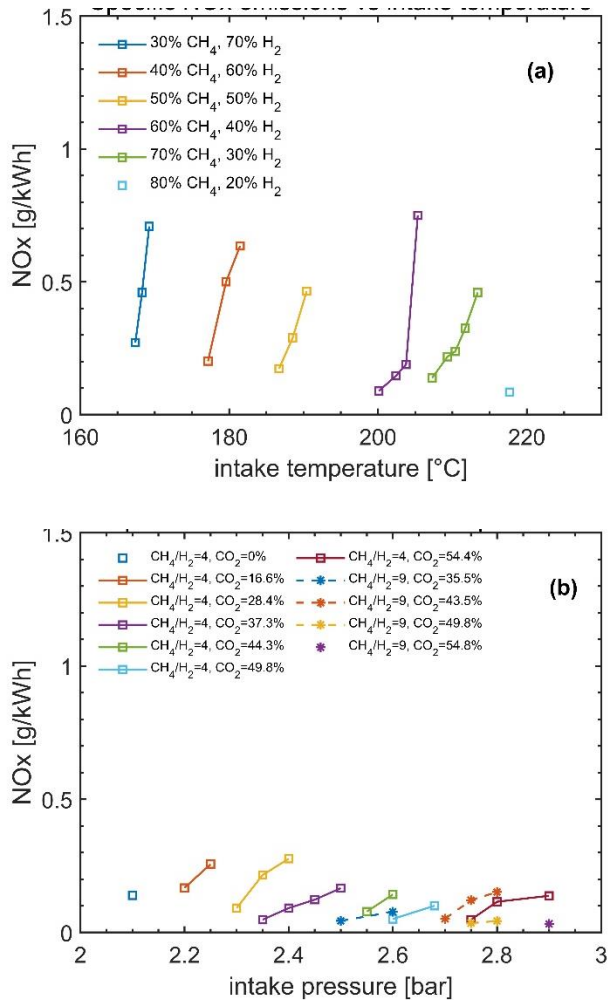 Specific NOx emissions vs intake temperature
(a)
30% CH₄, 70% H₂
40% CH₄, 60% H₂
50% CH₄, 50% H₂
60% CH₄, 40% H₂
70% CH₄, 30% H₂
80% CH₄, 20% H₂
1.5
1
0.5
0
NOx [g/kWh]
160
180
200
220
intake temperature [°C]
(b)
CH₄/H₂=4, CO₂=0%
CH₄/H₂=4, CO₂=16.6%
CH₄/H₂=4, CO₂=28.4%
CH₄/H₂=4, CO₂=37.3%
CH₄/H₂=4, CO₂=44.3%
CH₄/H₂=4, CO₂=49.8%
CH₄/H₂=4, CO₂=54.4%
CH₄/H₂=9, CO₂=35.5%
CH₄/H₂=9, CO₂=43.5%
CH₄/H₂=9, CO₂=49.8%
CH₄/H₂=9, CO₂=54.8%
1.5
1
0.5
0
NOx [g/kWh]
2
2.2
2.4
2.6
2.8
3
intake pressure [bar]